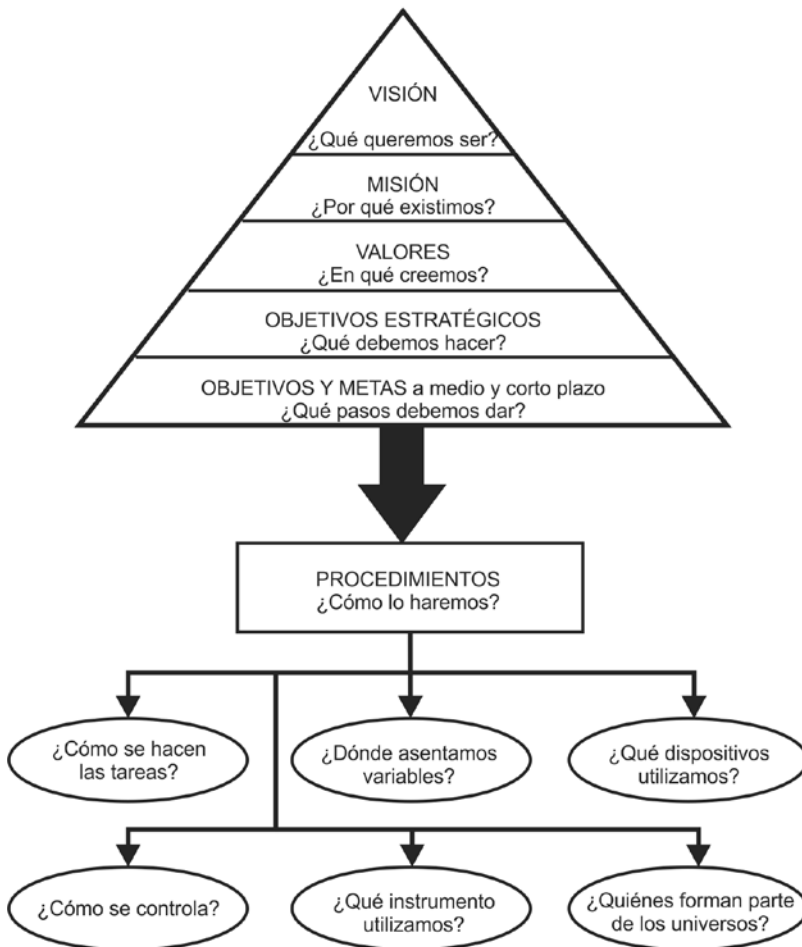 VISIÓN
¿Qué queremos ser?
MISIÓN
¿Por qué existimos?
VALORES
¿En qué creemos?
OBJETIVOS ESTRATÉGICOS
¿Qué debemos hacer?
OBJETIVOS Y METAS a medio y corto plazo
¿Qué pasos debemos dar?
PROCEDIMIENTOS
¿Cómo lo haremos?
¿Cómo se hacen
las tareas?
¿Dónde asentamos
variables?
¿Qué dispositivos
utilizamos?
¿Cómo se controla?
¿Qué instrumento
utilizamos?
¿Quiénes forman parte
de los universos?